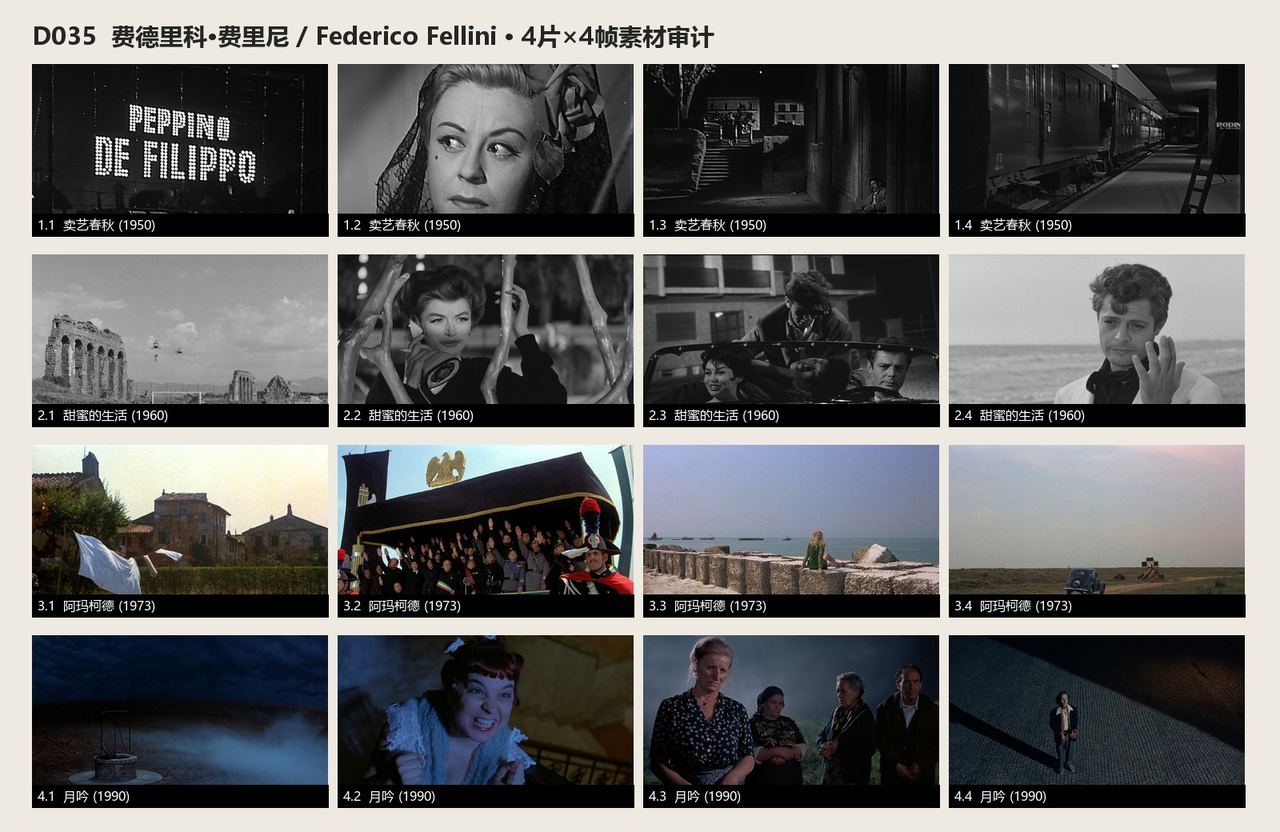 D035 费德里科•费里尼 / Federico Fellini • 4片×4帧素材审计
PEPPINO
DE FILIPPO
1.1 卖艺春秋 (1950)
1.2 卖艺春秋 (1950)
1.3 卖艺春秋 (1950)
1.4 卖艺春秋 (1950)
2.1 甜蜜的生活 (1960)
2.2 甜蜜的生活 (1960)
2.3 甜蜜的生活 (1960)
2.4 甜蜜的生活 (1960)
3.1 阿玛柯德 (1973)
3.2 阿玛柯德 (1973)
3.3 阿玛柯德 (1973)
3.4 阿玛柯德 (1973)
4.1 月吟 (1990)
4.2 月吟 (1990)
4.3 月吟 (1990)
4.4 月吟 (1990)